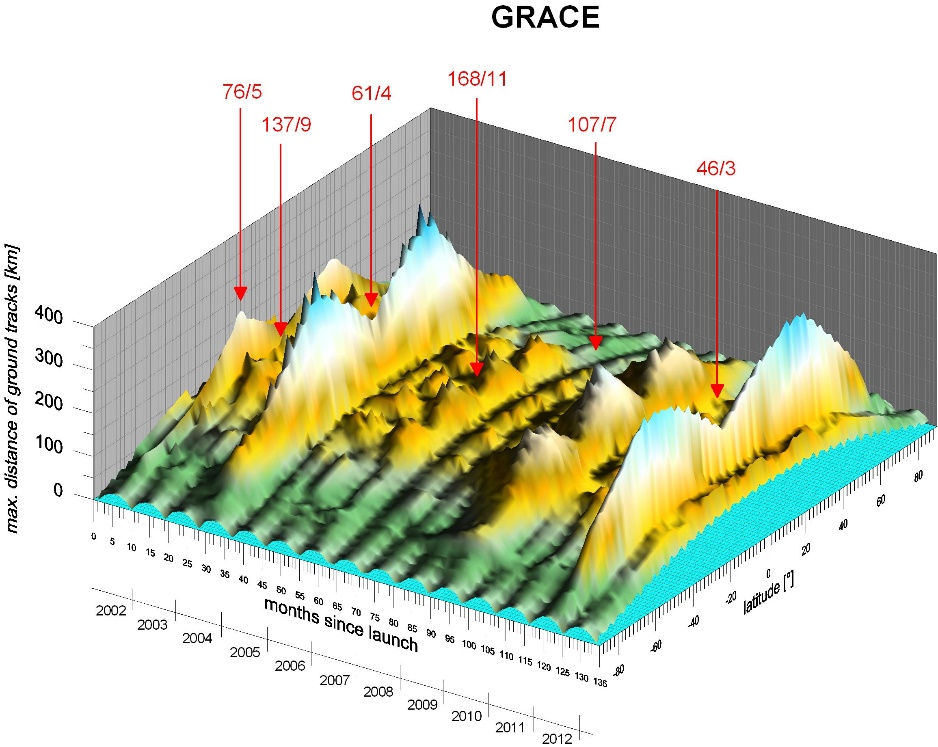 GRACE
76/5
137/9
61/4
168/11
107/7
46/3
max. distance of ground tracks [km]
400
300
200
100
0
0 5 10 15 20 25 30 35 40 45 50 55 60 65 70 75 80 85 90 95 100 105 110 115 120 125 130 135
months since launch
2002 2003 2004 2005 2006 2007 2008 2009 2010 2011 2012
-80 -60 -40 -20 0 20 40 60 80
latitude [°]